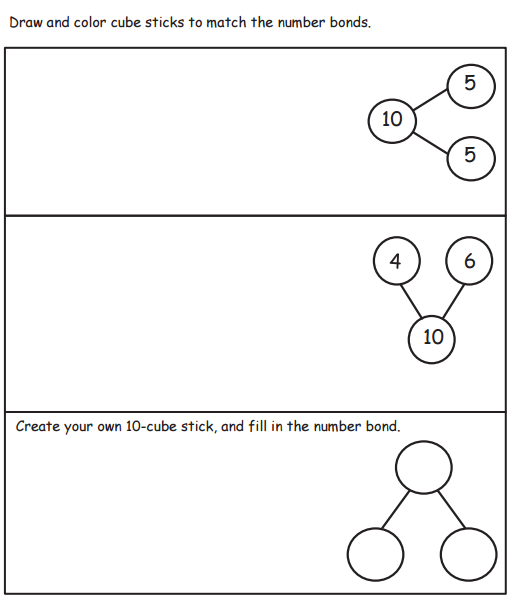 Draw and color cube sticks to match the number bonds.
5
10
5
4 6
10
Create your own 10-cube stick, and fill in the number bond.